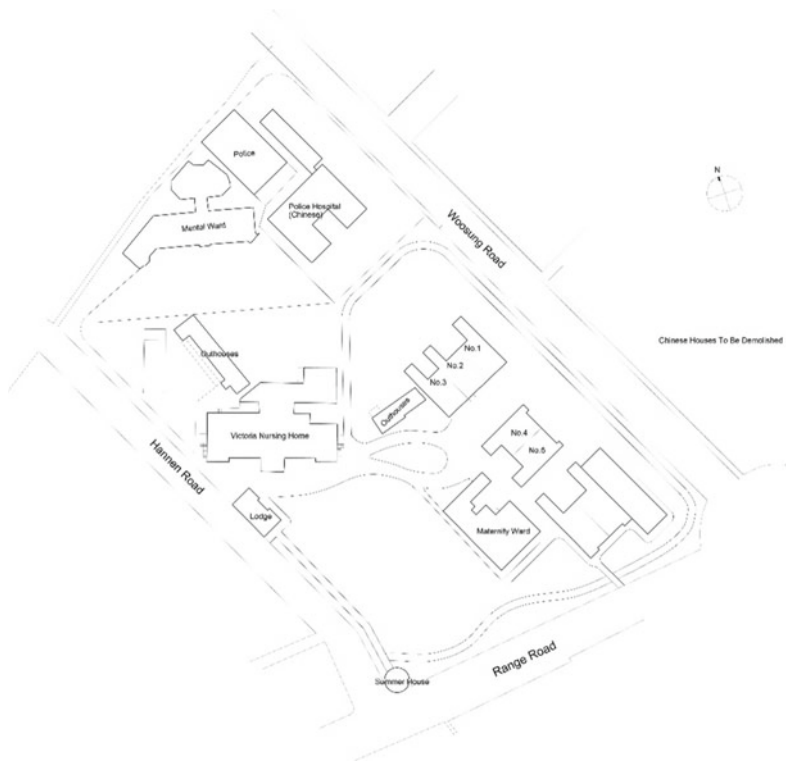 N
Police
Police Hospital
(Chinese)
Mental Ward
Woosung Road
Chinese Houses To Be Demolished
No.1
No.2
No.3
Outhouses
Outhouses
Victoria Nursing Home
No.4
No.5
Hannen Road
Lodge
Maternity Ward
Range Road
Summer House